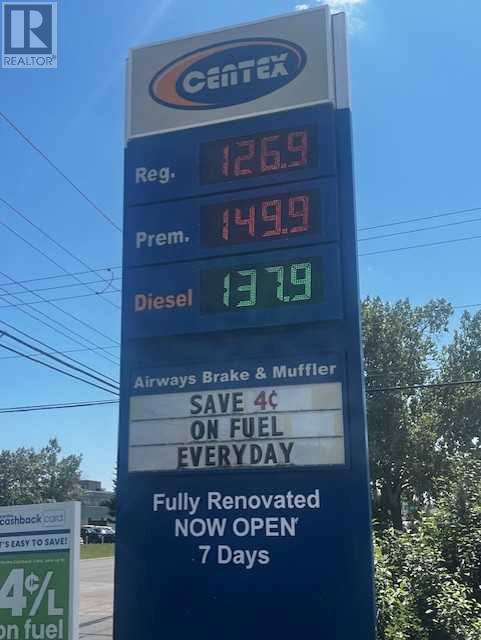 R
REALTOR®
CENTEX
Reg. 126.9
Prem. 149.9
Diesel 137.9
Airways Brake & Muffler
SAVE 4¢
ON FUEL
EVERYDAY
Fully Renovated
NOW OPEN
7 Days
cashback card
IT'S EASY TO SAVE!
4¢/L
on fuel